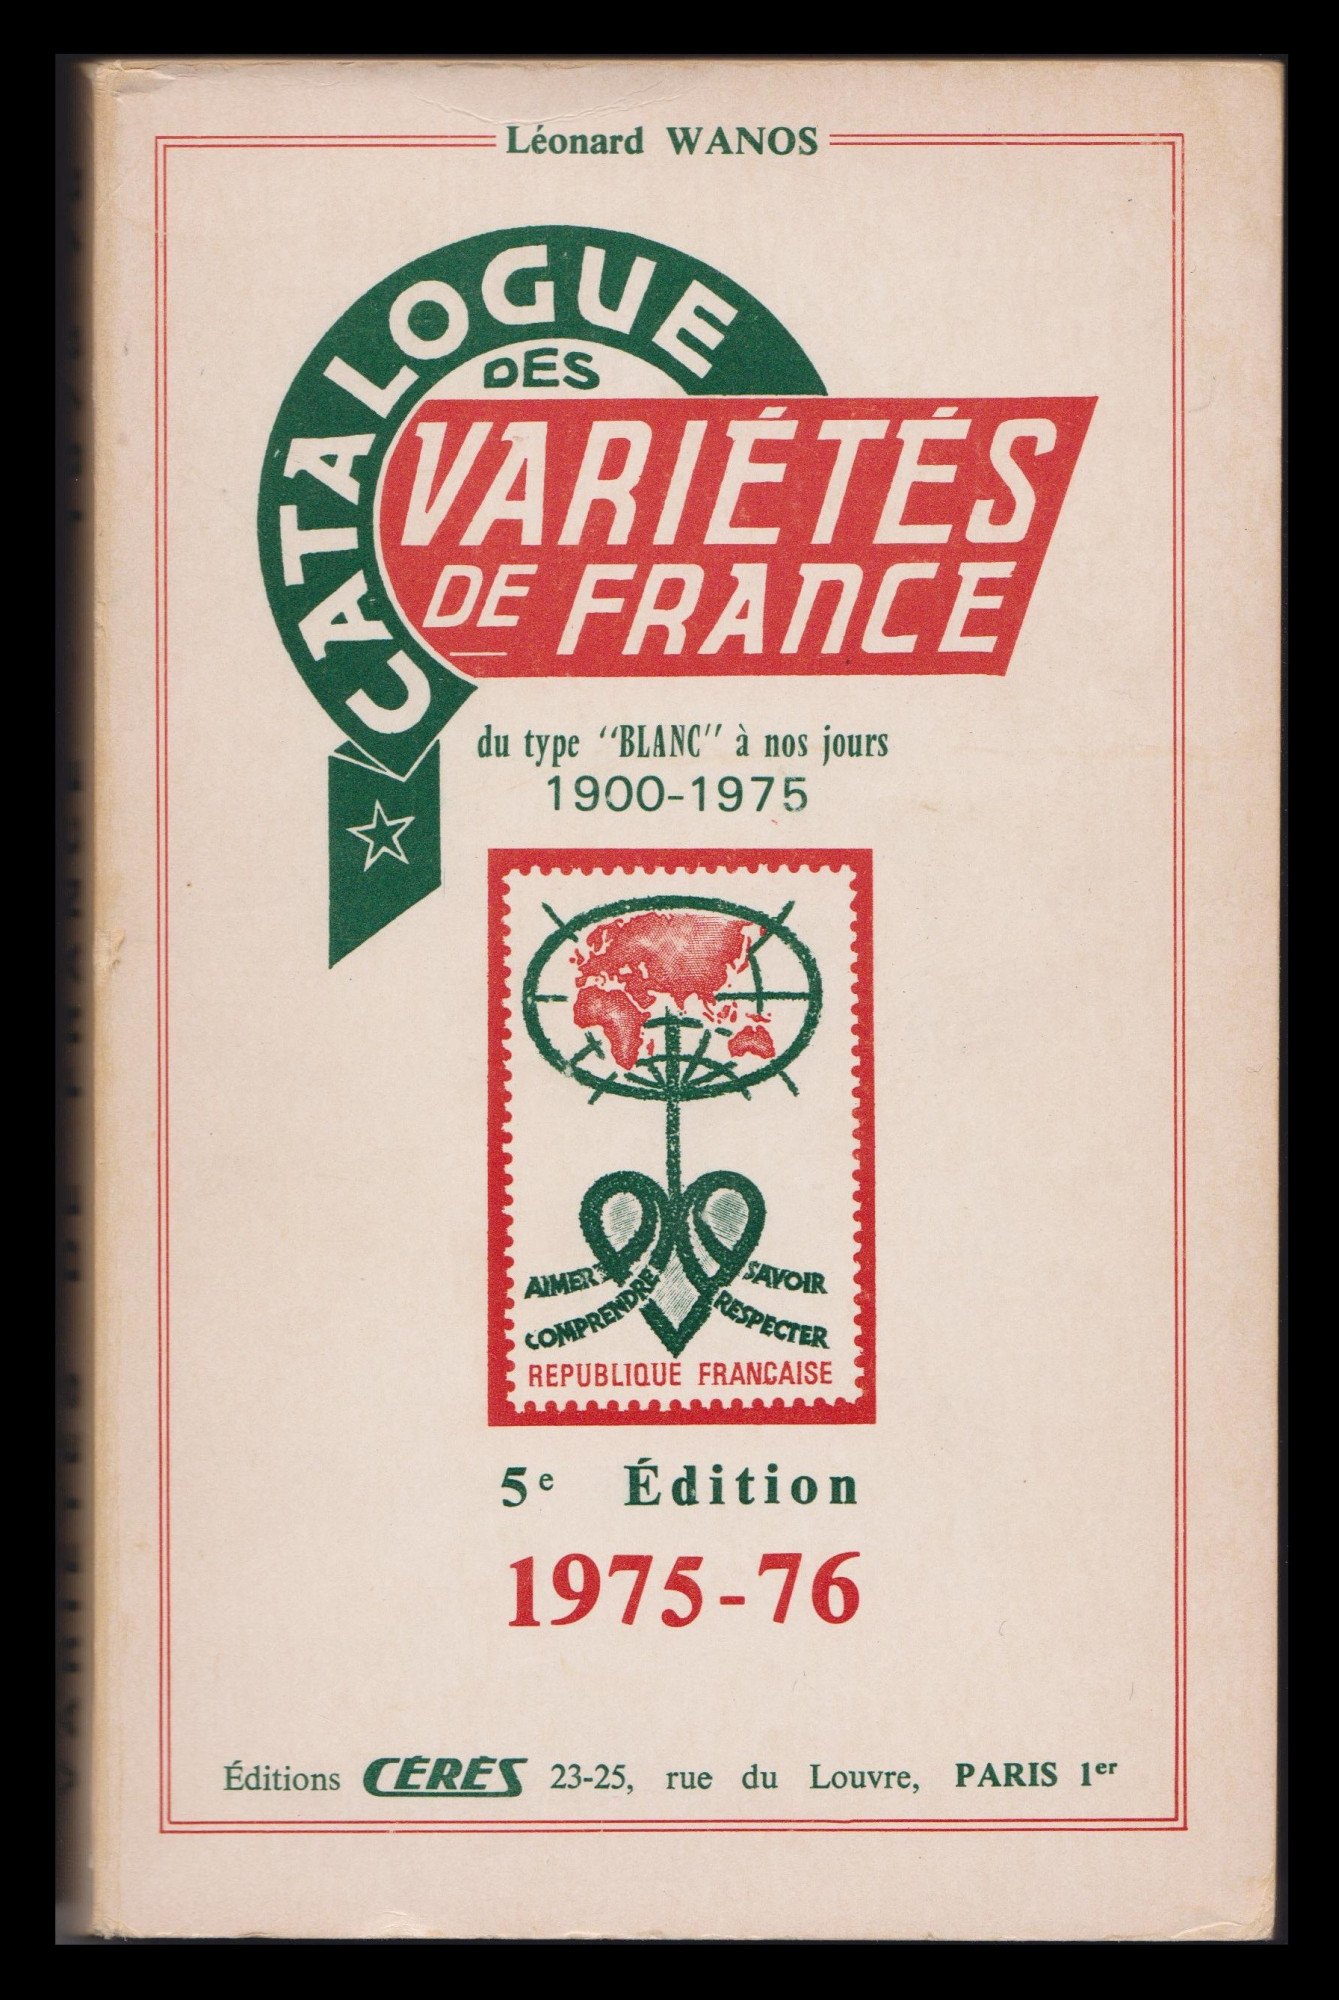 Léonard WANOS
CATALOGUE
DES
VARIÉTÉS
DE FRANCE
du type "BLANC" à nos jours
1900-1975
AIMER SAVOIR
COMPRENDRE RESPECTER
REPUBLIQUE FRANÇAISE
5e Édition
1975-76
Éditions CÉRÈS 23-25, rue du Louvre, PARIS 1er